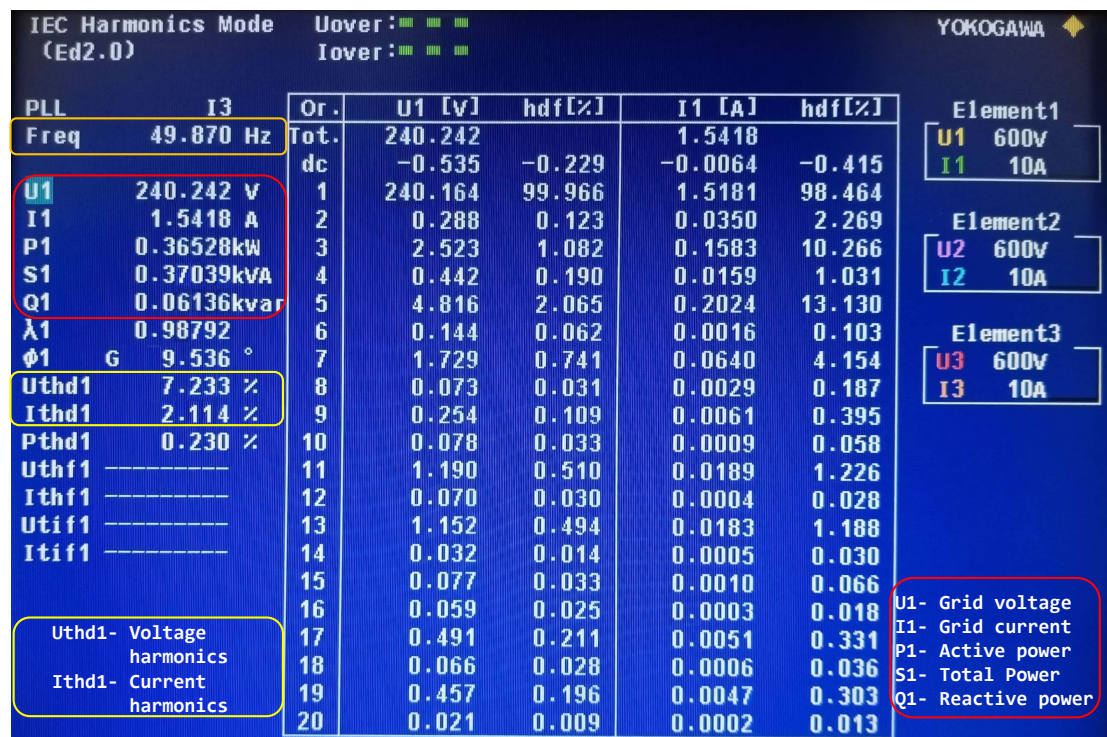 IEC Harmonics Mode Uover: YOKOGAWA
(Ed2.0) Iover:
PLL I3 Or. U1 [V] hdf[%] I1 [A] hdf[%] Element1
Freq 49.870 Hz Tot. 240.242 1.5418 U1 600V
dc -0.535 -0.229 -0.0064 -0.415 I1 10A
U1 240.242 V 1 240.164 99.966 1.5181 98.464
I1 1.5418 A 2 0.288 0.123 0.0350 2.269 Element2
P1 0.36528kW 3 2.523 1.082 0.1583 10.266 U2 600V
S1 0.37039kVA 4 0.442 0.190 0.0159 1.031 I2 10A
Q1 0.06136kvar 5 4.816 2.065 0.2024 13.130
λ1 0.98792 6 0.144 0.062 0.0016 0.103 Element3
ϕ1 G 9.536 ° 7 1.729 0.741 0.0640 4.154 U3 600V
Uthd1 7.233 % 8 0.073 0.031 0.0029 0.187 I3 10A
Ithd1 2.114 % 9 0.254 0.109 0.0061 0.395
Pthd1 0.230 % 10 0.078 0.033 0.0009 0.058
Uthf1 --------- 11 1.190 0.510 0.0189 1.226
Ithf1 --------- 12 0.070 0.030 0.0004 0.028
Utif1 --------- 13 1.152 0.494 0.0183 1.188
Itif1 --------- 14 0.032 0.014 0.0005 0.030
15 0.077 0.033 0.0010 0.066
16 0.059 0.025 0.0003 0.018
17 0.491 0.211 0.0051 0.331
18 0.066 0.028 0.0006 0.036
19 0.457 0.196 0.0047 0.303
20 0.021 0.009 0.0002 0.013
Uthd1- Voltage
harmonics
Ithd1- Current
harmonics
U1- Grid voltage
I1- Grid current
P1- Active power
S1- Total Power
Q1- Reactive power